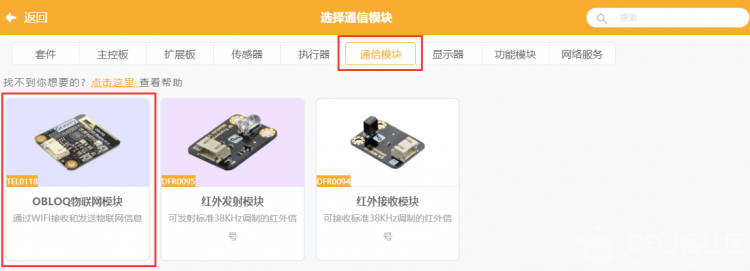 返回
选择通信模块
搜索
套件 主控板 扩展板 传感器 执行器 通信模块 显示器 功能模块 网络服务
找不到你想要的? 点击这里 查看帮助
TEL0118 DFR0095 DFR0094
OBLOQ物联网模块 红外发射模块 红外接收模块
通过WIFI接收和发送物联网信息 可发射标准38KHz调制的红外信 可接收标准38KHz调制的红外信
号 号